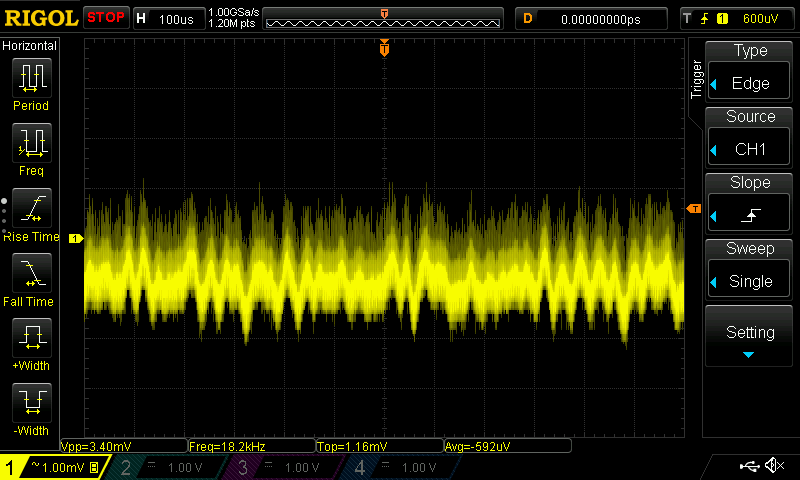 RIGOL STOP H 100us 1.00GSa/s D 0.00000000ps T 1 600uV
1.20M pts
T
Horizontal
Period
Freq
Rise Time
Fall Time
+Width
-Width
1
T
Trigger
Type
Edge
Source
CH1
Slope
Sweep
Single
Setting
Vpp=3.40mV Freq=18.2kHz Top=1.16mV Avg=-592uV
1 ~ 1.00mV B 2 1.00 V 3 1.00 V 4 1.00 V